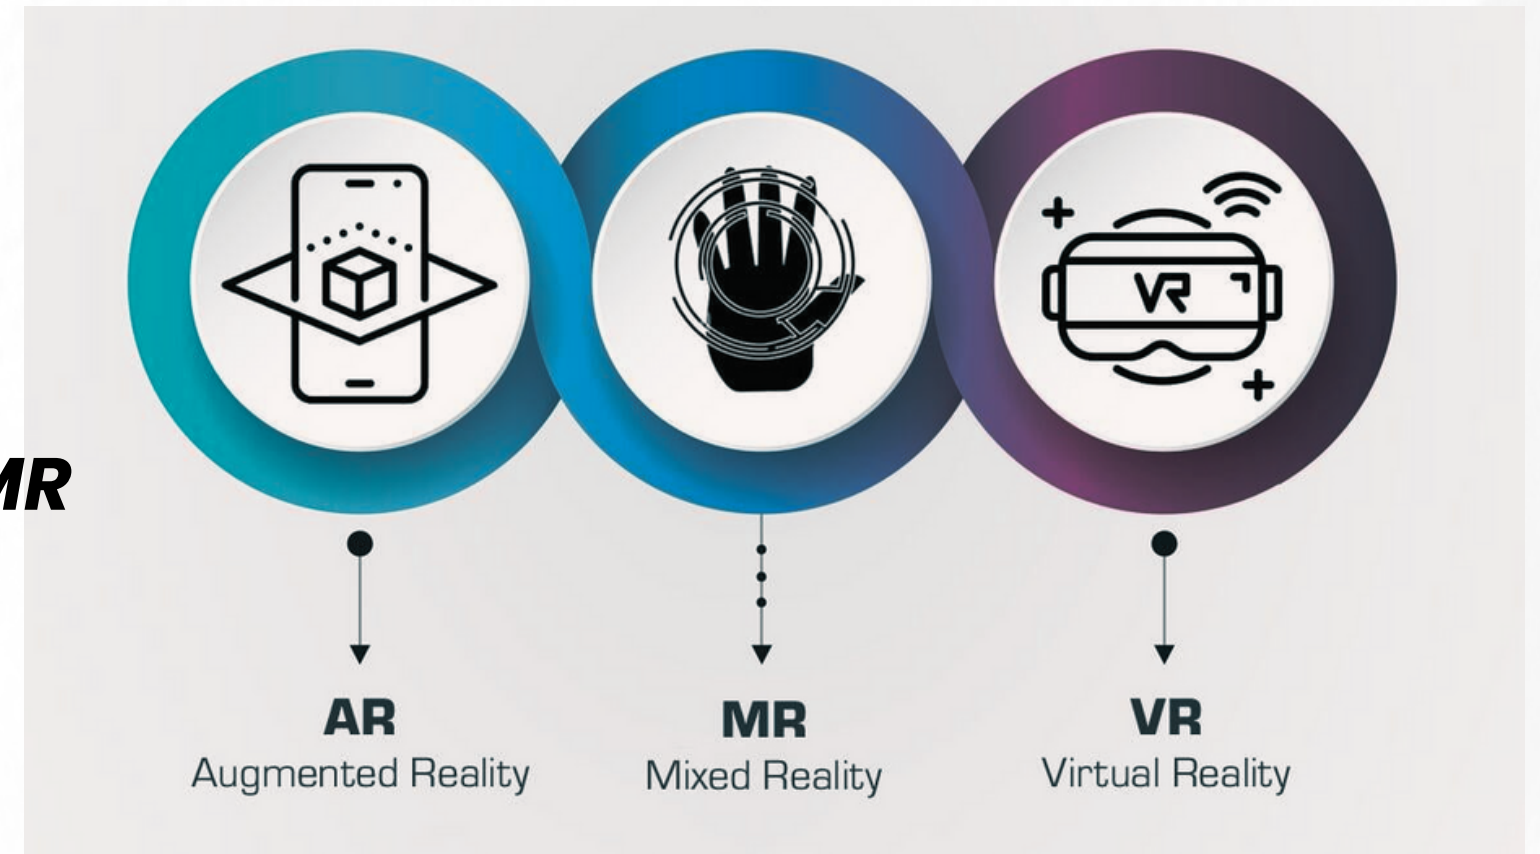 VR
MR
AR
Augmented Reality
MR
Mixed Reality
VR
Virtual Reality